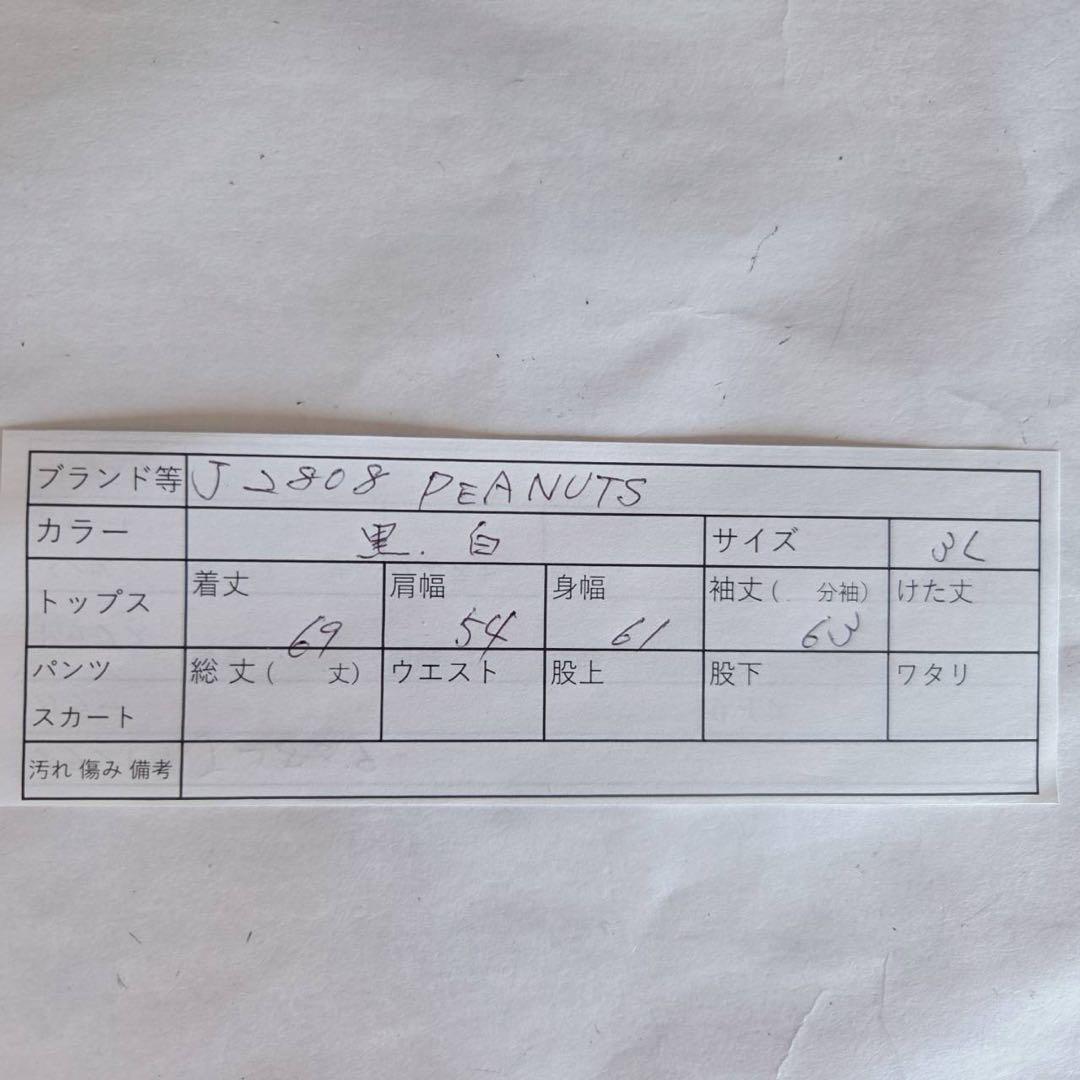 ブランド等 J2808 PEANUTS
カラー 黒.白 サイズ 3L
トップス 着丈 69 肩幅 54 身幅 61 袖丈( 分袖) 63 けた丈
パンツ スカート 総丈( 丈) ウエスト 股上 股下 ワタリ
汚れ 傷み 備考